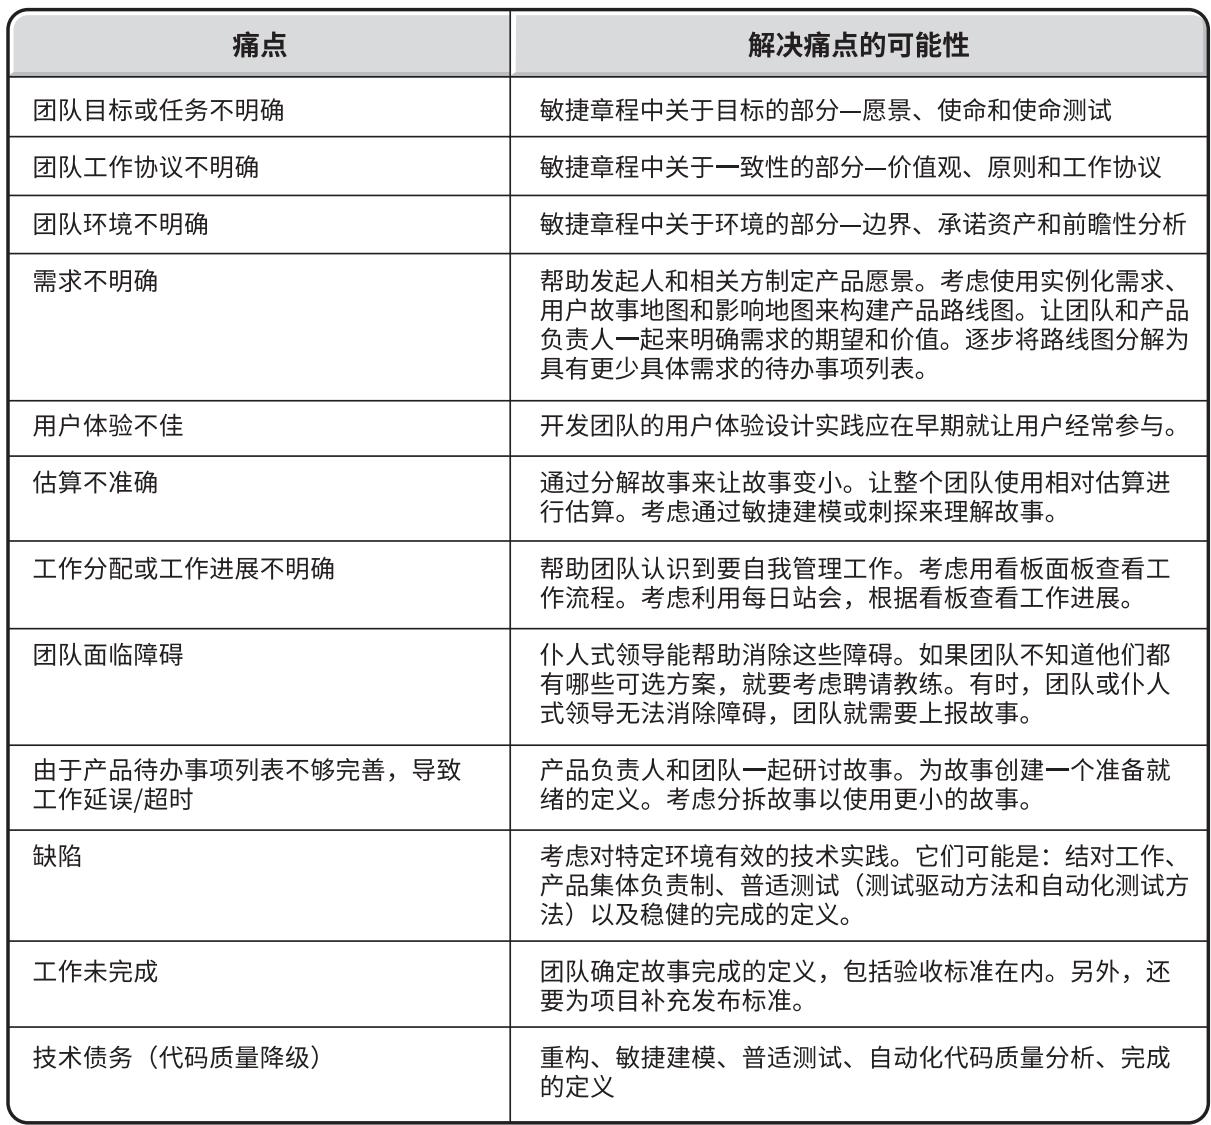 痛点
解决痛点的可能性
团队目标或任务不明确
敏捷章程中关于目标的部分—愿景、使命和使命测试
团队工作协议不明确
敏捷章程中关于一致性的部分—价值观、原则和工作协议
团队环境不明确
敏捷章程中关于环境的部分—边界、承诺资产和前瞻性分析
需求不明确
帮助发起人和相关方制定产品愿景。考虑使用实例化需求、
用户故事地图和影响地图来构建产品路线图。让团队和产品
负责人一起来明确需求的期望和价值。逐步将路线图分解为
具有更少具体需求的待办事项列表。
用户体验不佳
开发团队的用户体验设计实践应在早期就让用户经常参与。
估算不准确
通过分解故事来让故事变小。让整个团队使用相对估算进
行估算。考虑通过敏捷建模或刺探来理解故事。
工作分配或工作进展不明确
帮助团队认识到要自我管理工作。考虑用看板面板查看工
作流程。考虑利用每日站会，根据看板查看工作进展。
团队面临障碍
仆人式领导能帮助消除这些障碍。如果团队不知道他们都
有哪些可选方案，就要考虑聘请教练。有时，团队或仆人
式领导无法消除障碍，团队就需要上报故事。
由于产品待办事项列表不够完善，导致
工作延误/超时
产品负责人和团队一起研讨故事。为故事创建一个准备就
绪的定义。考虑分拆故事以使用更小的故事。
缺陷
考虑对特定环境有效的技术实践。它们可能是：结对工作、
产品集体负责制、普适测试（测试驱动方法和自动化测试方
法）以及稳健的完成的定义。
工作未完成
团队确定故事完成的定义，包括验收标准在内。另外，还
要为项目补充发布标准。
技术债务（代码质量降级）
重构、敏捷建模、普适测试、自动化代码质量分析、完成
的定义